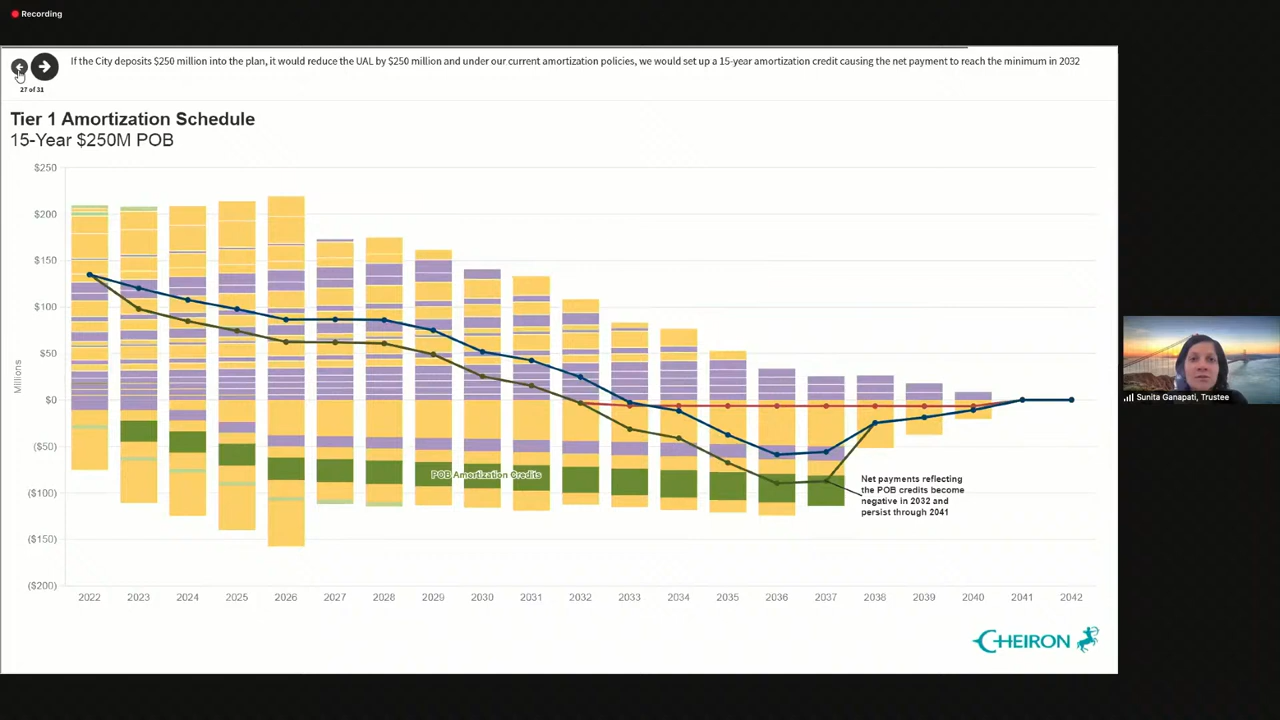 Recording
If the City deposits $250 million into the plan, it would reduce the UAL by $250 million and under our current amortization policies, we would set up a 15-year amortization credit causing the net payment to reach the minimum in 2032
27 of 31
Tier 1 Amortization Schedule
15-Year $250M POB
$250
$200
$150
$100
$50
$0
($50)
($100)
($150)
($200)
Millions
POB Amortization Credits
Net payments reflecting
the POB credits become
negative in 2032 and
persist through 2041
2022 2023 2024 2025 2026 2027 2028 2029 2030 2031 2032 2033 2034 2035 2036 2037 2038 2039 2040 2041 2042
CHEIRON
Sunita Ganapati, Trustee